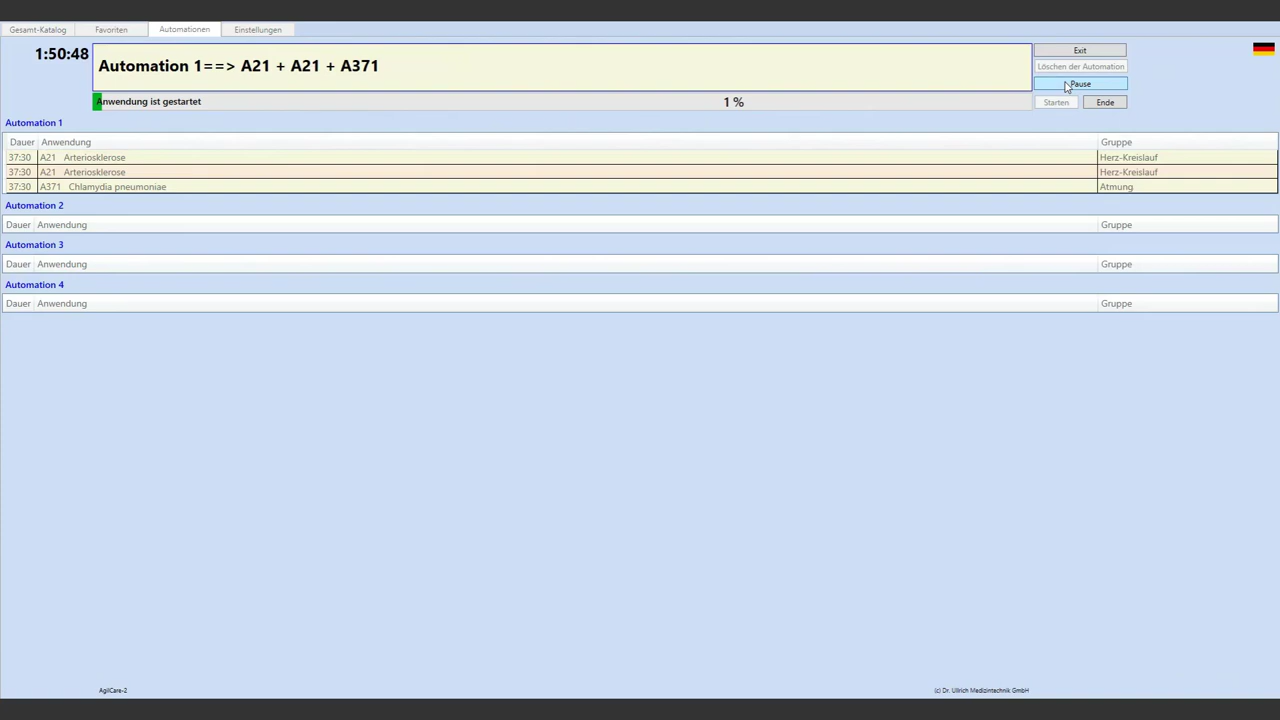 Gesamt-Katalog Favoriten Automationen Einstellungen
1:50:48
Automation 1==> A21 + A21 + A371
Exit
Löschen der Automation
Pause
Anwendung ist gestartet 1 % Starten Ende
Automation 1
Dauer Anwendung Gruppe
37:30 A21 Arteriosklerose Herz-Kreislauf
37:30 A21 Arteriosklerose Herz-Kreislauf
37:30 A371 Chlamydia pneumoniae Atmung
Automation 2
Dauer Anwendung Gruppe
Automation 3
Dauer Anwendung Gruppe
Automation 4
Dauer Anwendung Gruppe
AgilCare-2 (c) Dr. Ullrich Medizintechnik GmbH